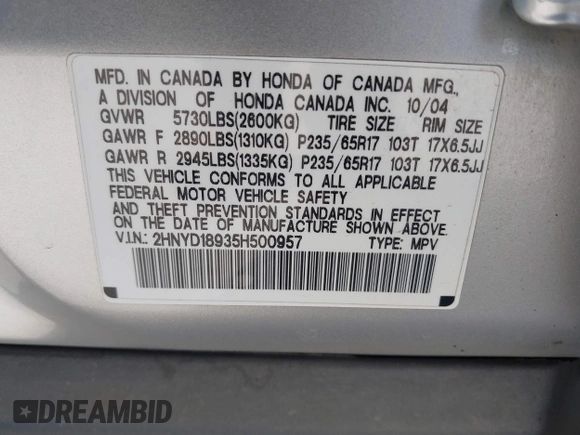 MFD. IN CANADA BY HONDA OF CANADA MFG.,
A DIVISION OF HONDA CANADA INC. 10/04
GVWR 5730LBS(2600KG) TIRE SIZE RIM SIZE
GAWR F 2890LBS(1310KG) P235/65R17 103T 17X6.5JJ
GAWR R 2945LBS(1335KG) P235/65R17 103T 17X6.5JJ
THIS VEHICLE CONFORMS TO ALL APPLICABLE
FEDERAL MOTOR VEHICLE SAFETY
AND THEFT PREVENTION STANDARDS IN EFFECT
ON THE DATE OF MANUFACTURE SHOWN ABOVE.
V.I.N.: 2HNYD18935H500957 TYPE: MPV
DREAMBID